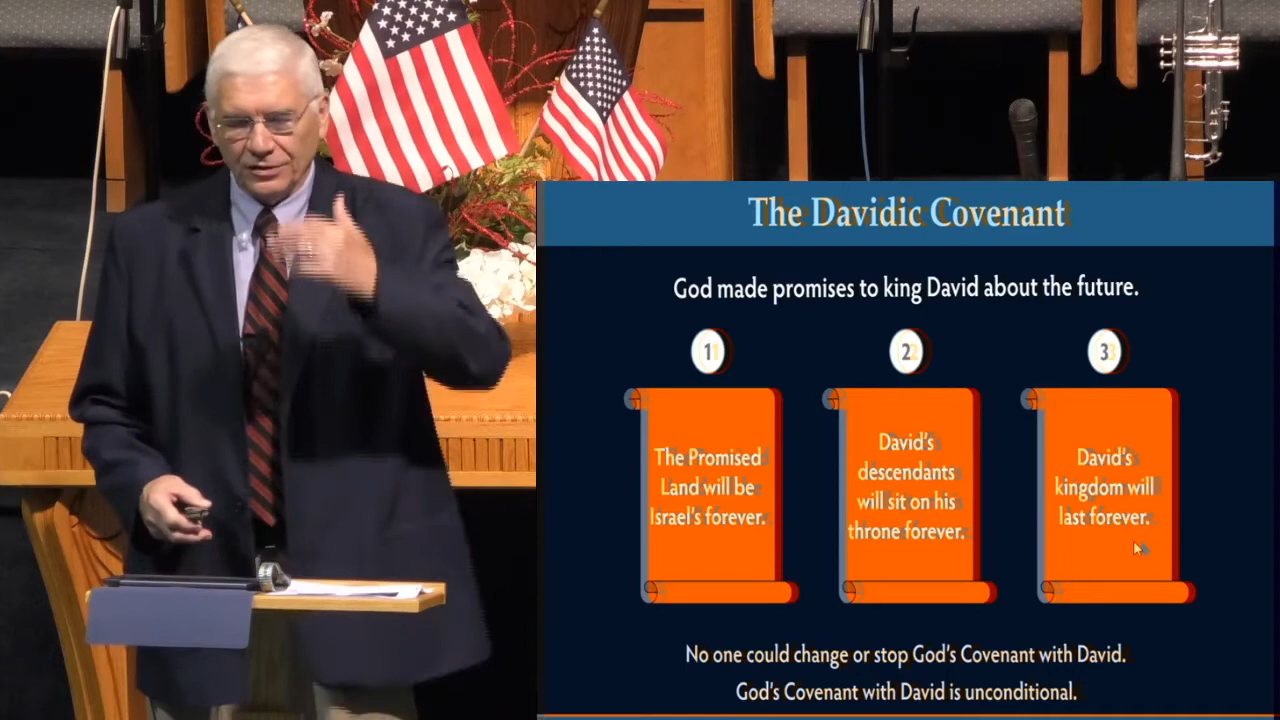 The Davidic Covenant
God made promises to king David about the future.
1
2
3
The Promised
Land will be
Israel's forever.
David's
descendants
will sit on his
throne forever.
David's
kingdom will
last forever.
No one could change or stop God's Covenant with David.
God's Covenant with David is unconditional.